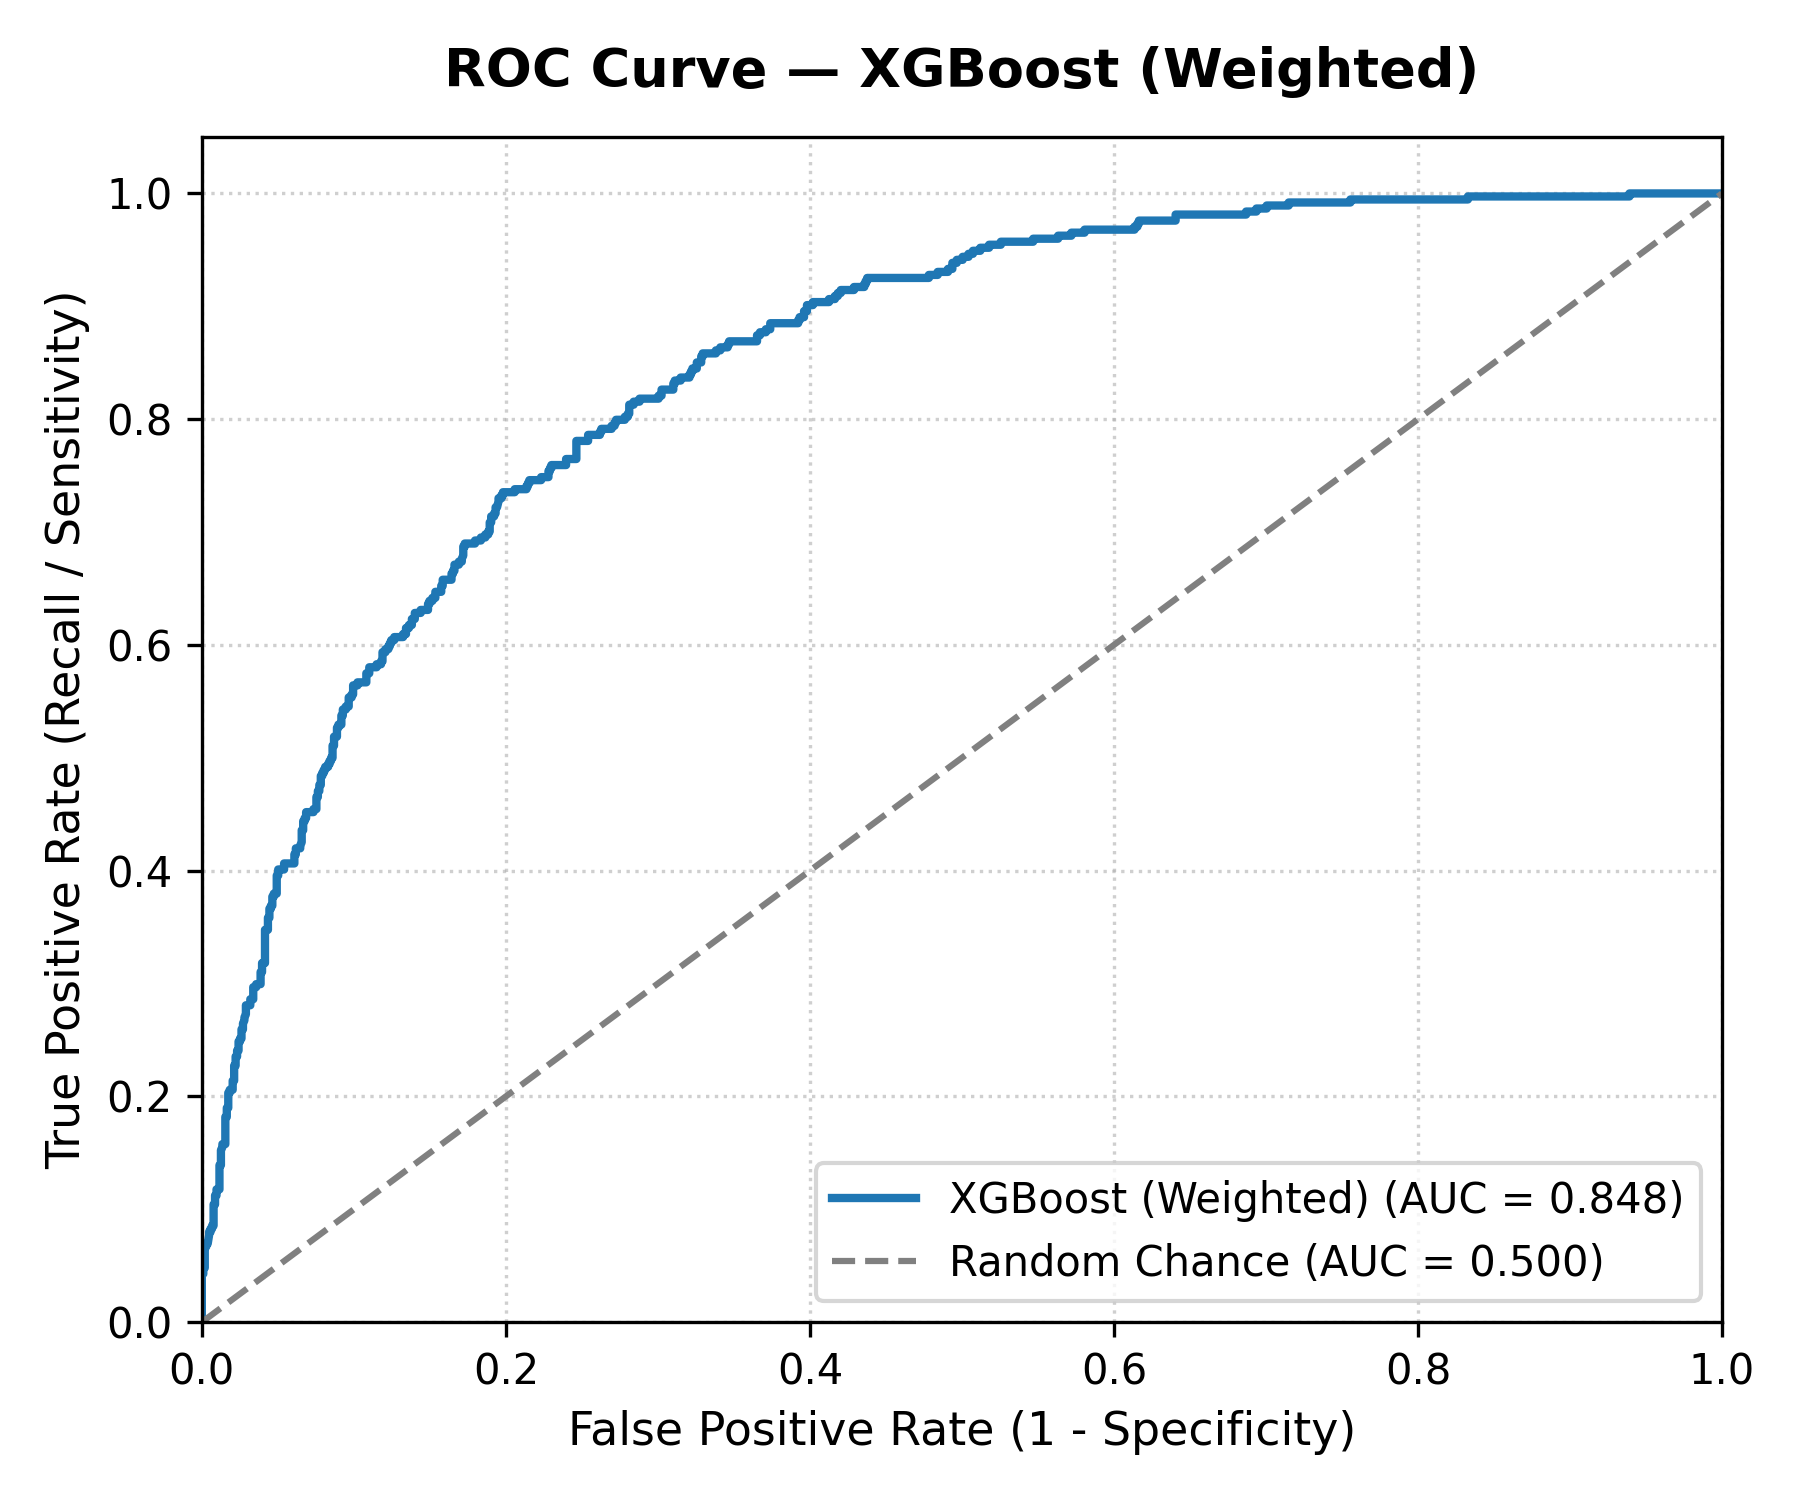 ROC Curve — XGBoost (Weighted)
True Positive Rate (Recall / Sensitivity)
1.0
0.8
0.6
0.4
0.2
0.0
XGBoost (Weighted) (AUC = 0.848)
Random Chance (AUC = 0.500)
0.0 0.2 0.4 0.6 0.8 1.0
False Positive Rate (1 - Specificity)